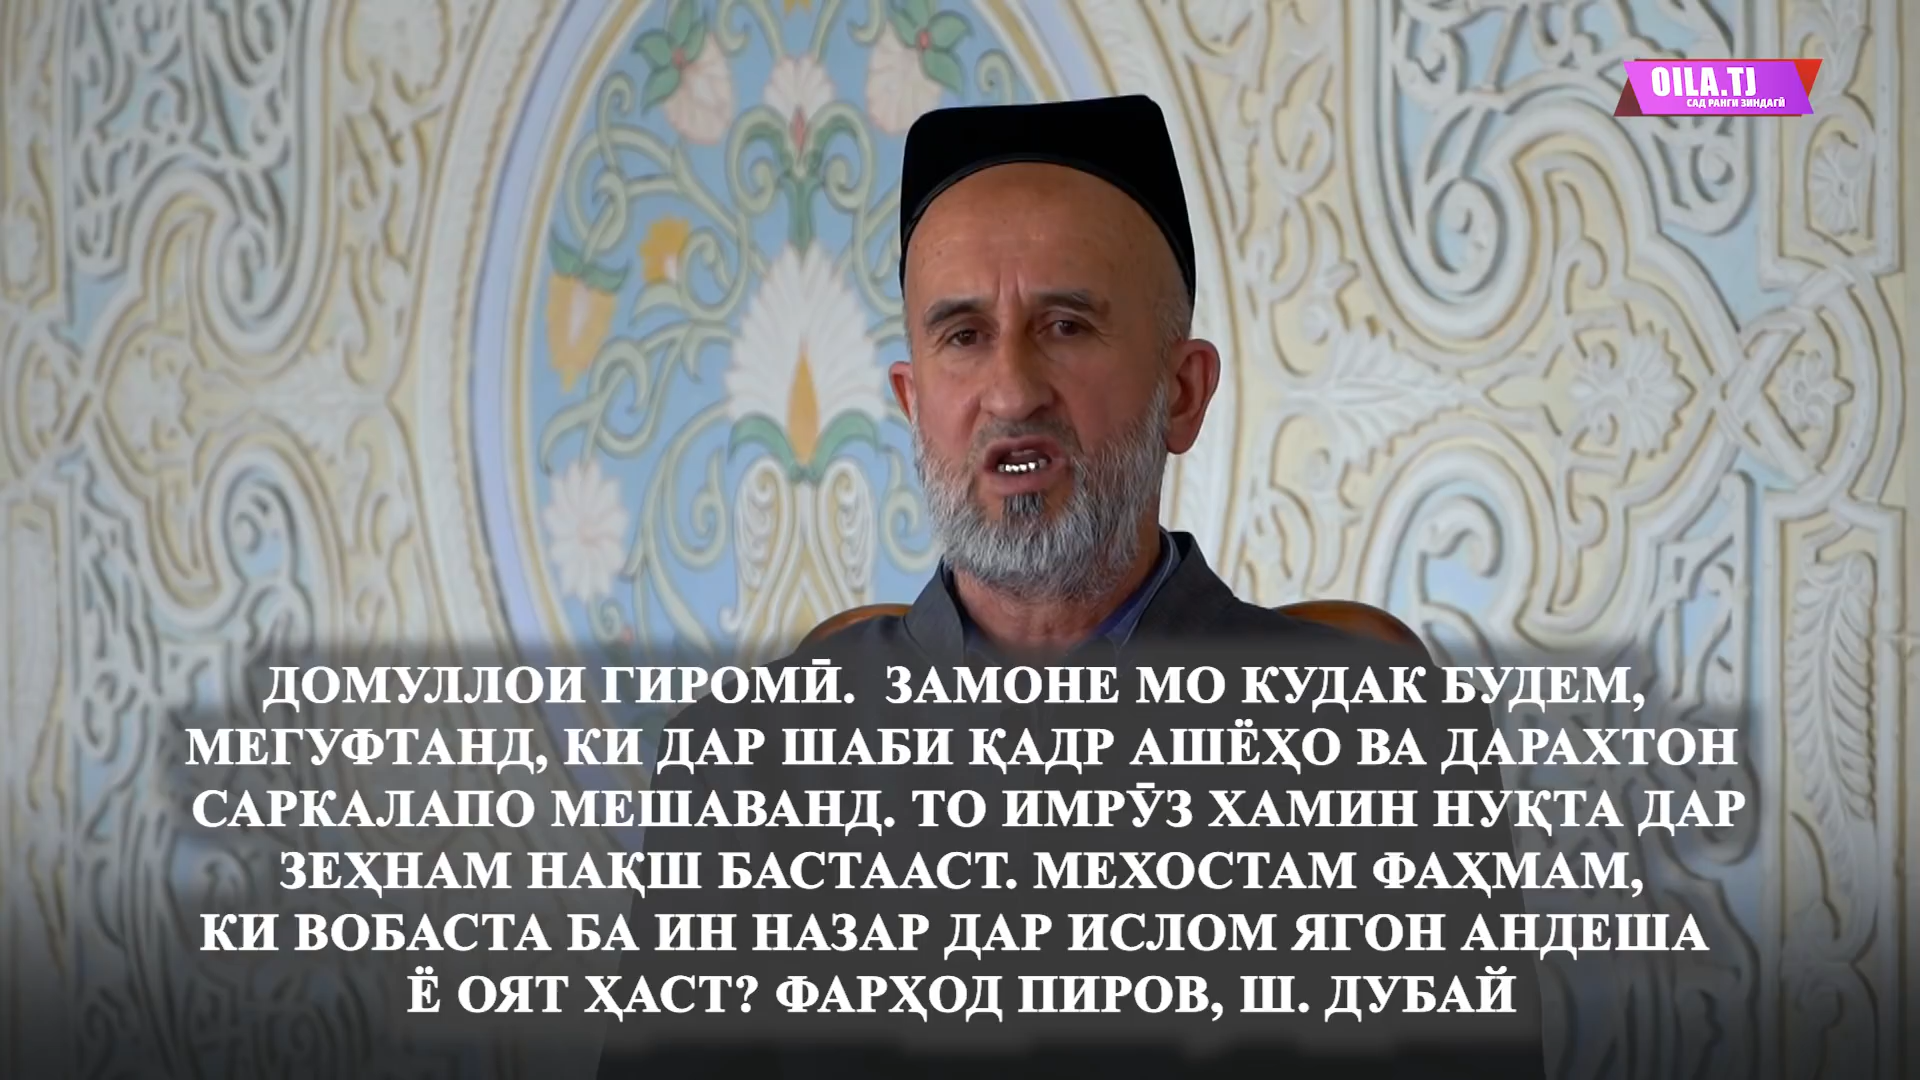 OILA.TJ
САД РАНГИ ЗИНДАГӢ
ДОМУЛЛОИ ГИРОМӢ. ЗАМОНЕ МО КУДАК БУДЕМ,
МЕГУФТАНД, КИ ДАР ШАБИ ҚАДР АШЁҲО ВА ДАРАХТОН
САРКАЛАПО МЕШАВАНД. ТО ИМРӮЗ ХАМИН НУҚТА ДАР
ЗЕҲНАМ НАҚШ БАСТААСТ. МЕХОСТАМ ФАҲМАМ,
КИ ВОБАСТА БА ИН НАЗАР ДАР ИСЛОМ ЯГОН АНДЕША
Ё ОЯТ ҲАСТ? ФАРҲОД ПИРОВ, Ш. ДУБАЙ